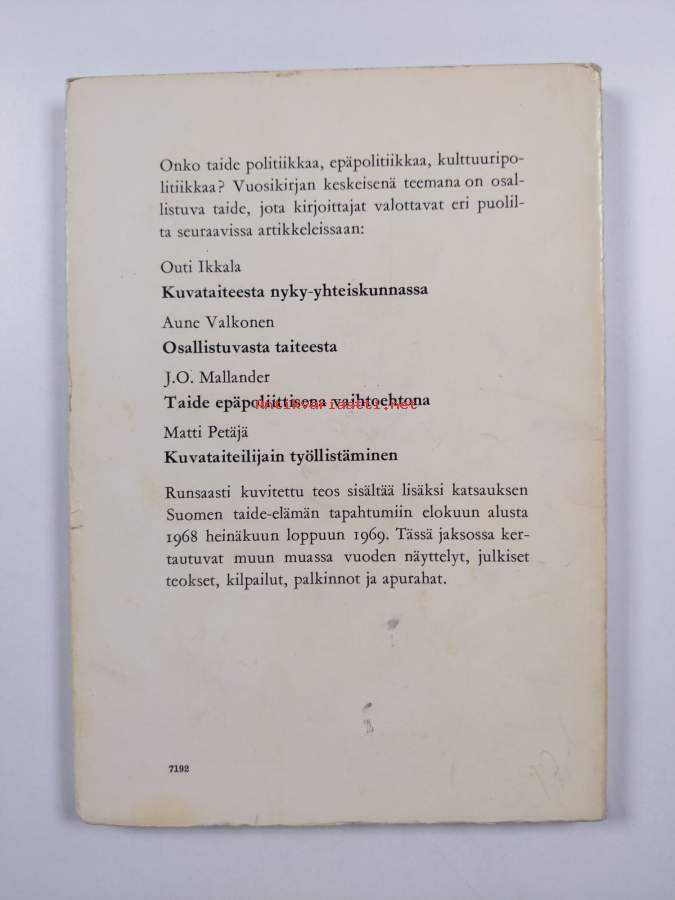 Onko taide politiikkaa, epäpolitiikkaa, kulttuuripo-
litiikkaa? Vuosikirjan keskeisenä teemana on osal-
listuva taide, jota kirjoittajat valottavat eri puolil-
ta seuraavissa artikkeleissaan:
Outi Ikkala
Kuvataiteesta nyky-yhteiskunnassa
Aune Valkonen
Osallistuvasta taiteesta
J.O. Mallander
Taide epäpoliittisena vaihtoehtona
Antikvariaatti.net
Matti Petäjä
Kuvataiteilijain työllistäminen
Runsaasti kuvitettu teos sisältää lisäksi katsauksen
Suomen taide-elämän tapahtumiin elokuun alusta
1968 heinäkuun loppuun 1969. Tässä jaksossa ker-
tautuvat muun muassa vuoden näyttelyt, julkiset
teokset, kilpailut, palkinnot ja apurahat.
7192